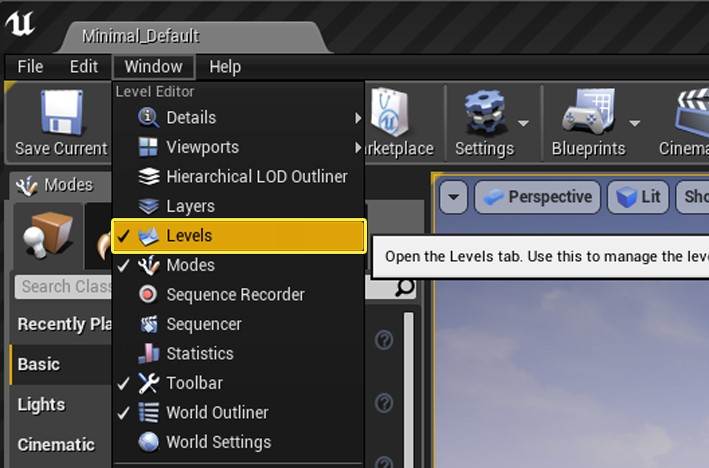 Minimal_Default
File Edit Window Help
Level Editor
Details
Viewports
Hierarchical LOD Outliner
Layers
Levels
Modes
Sequence Recorder
Sequencer
Statistics
Toolbar
World Outliner
World Settings
Save Current
rketplace
Settings
Blueprints
Cinema
Modes
Search Clas
Recently Pla
Basic
Lights
Cinematic
Perspective Lit Sho
Open the Levels tab. Use this to manage the leve